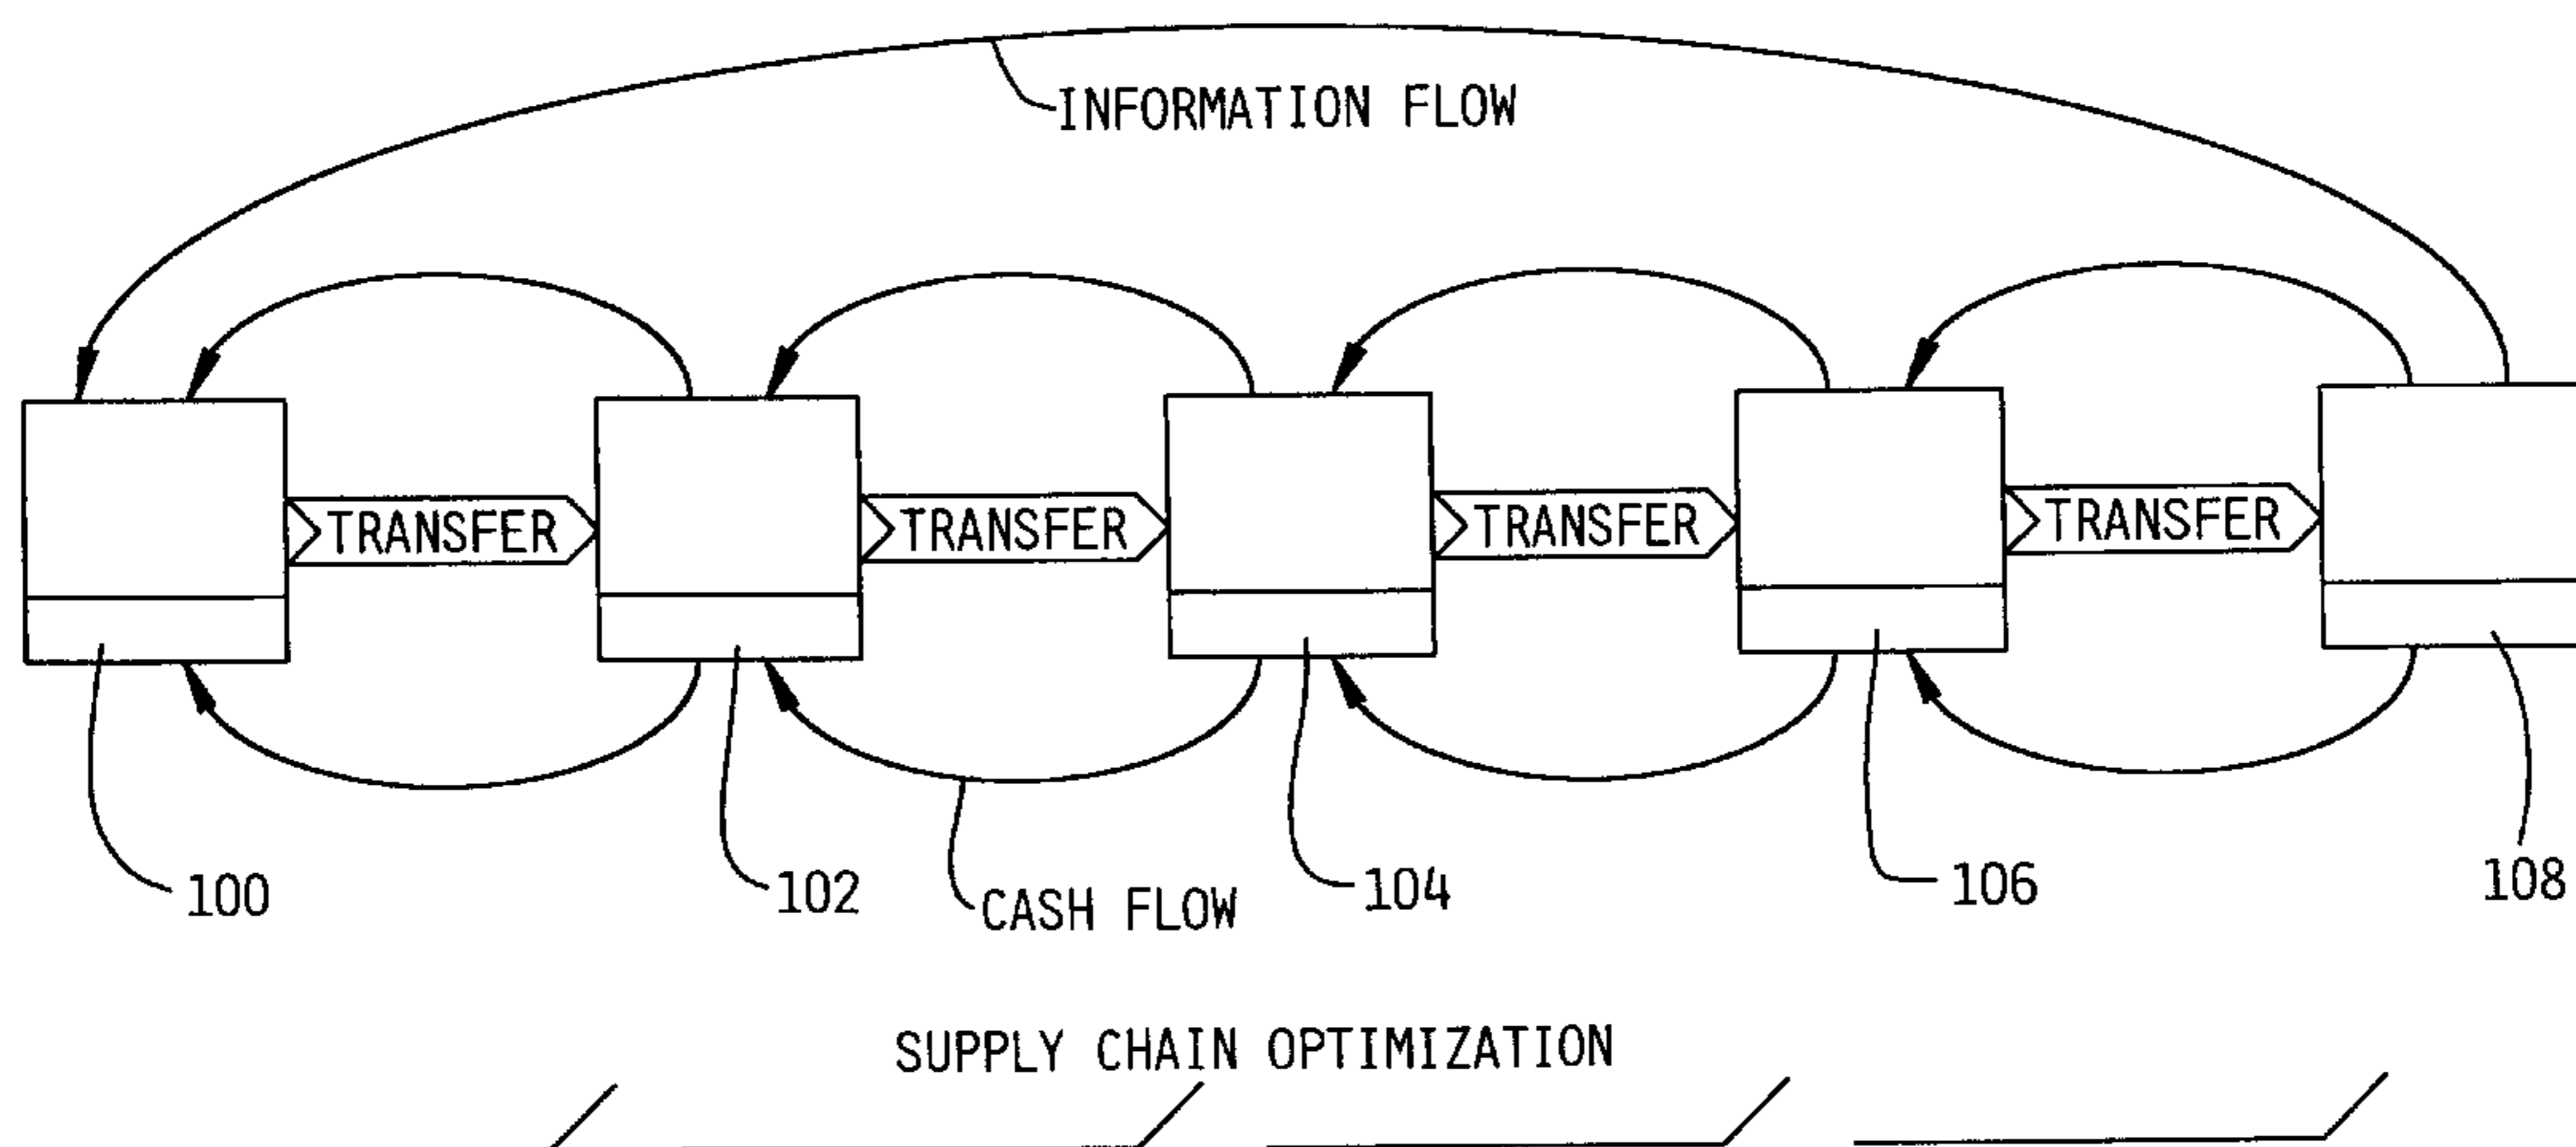 INFORMATION FLOW
TRANSFER TRANSFER TRANSFER TRANSFER
100 102 CASH FLOW 104 106 108
SUPPLY CHAIN OPTIMIZATION